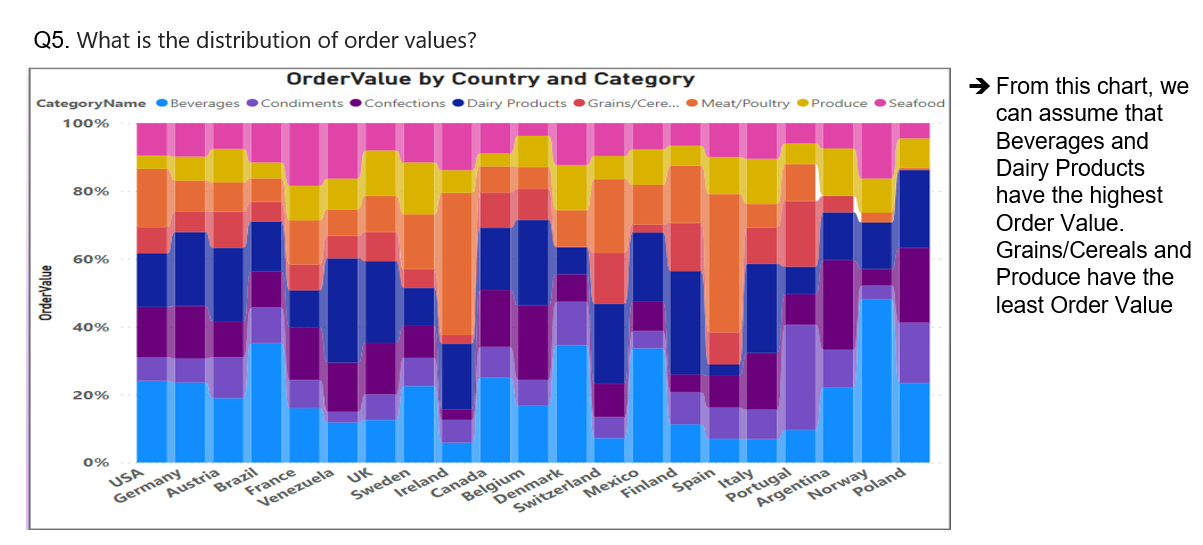 Q5. What is the distribution of order values?
OrderValue by Country and Category
CategoryName Beverages Condiments Confections Dairy Products Grains/Cere... Meat/Poultry Produce Seafood
100%
80%
60%
40%
20%
0%
OrderValue
USA
Germany
Austria
Brazil
France
Venezuela
UK
Sweden
Ireland
Canada
Belgium
Denmark
Switzerland
Mexico
Finland
Spain
Italy
Portugal
Argentina
Norway
Poland
➔ From this chart, we
can assume that
Beverages and
Dairy Products
have the highest
Order Value.
Grains/Cereals and
Produce have the
least Order Value